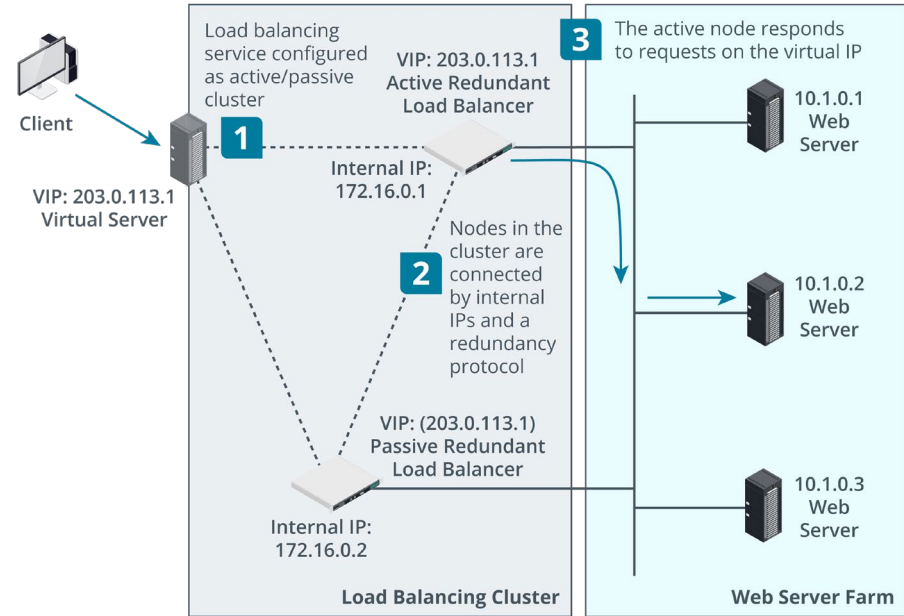 Client
VIP: 203.0.113.1
Virtual Server
Load balancing
service configured
as active/passive
cluster
1
VIP: 203.0.113.1
Active Redundant
Load Balancer
Internal IP:
172.16.0.1
2
Nodes in the
cluster are
connected
by internal
IPs and a
redundancy
protocol
VIP: (203.0.113.1)
Passive Redundant
Load Balancer
Internal IP:
172.16.0.2
Load Balancing Cluster
3
The active node responds
to requests on the virtual IP
10.1.0.1
Web
Server
10.1.0.2
Web
Server
10.1.0.3
Web
Server
Web Server Farm